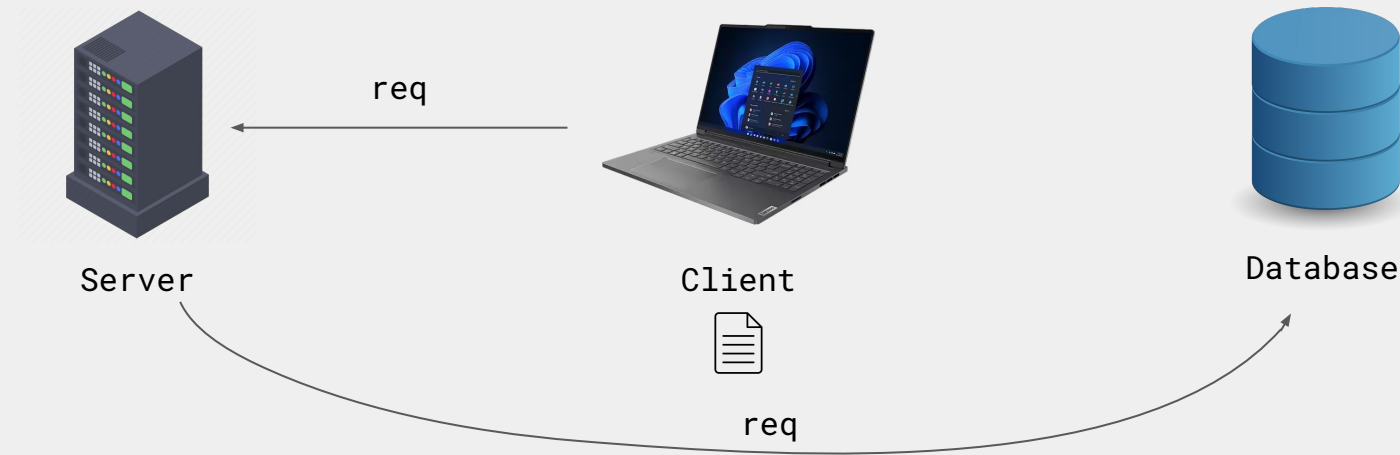 req
Server
Client
Database
req